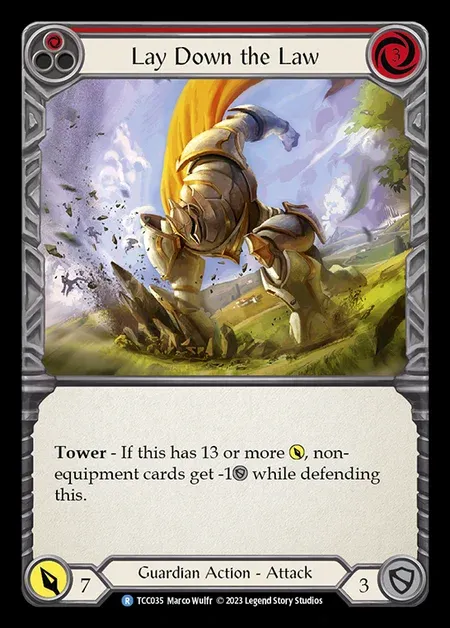 Lay Down the Law
3
Tower - If this has 13 or more , non-
equipment cards get -1 while defending
this.
7
Guardian Action - Attack
3
R TCC035 Marco Wulfr © 2023 Legend Story Studios